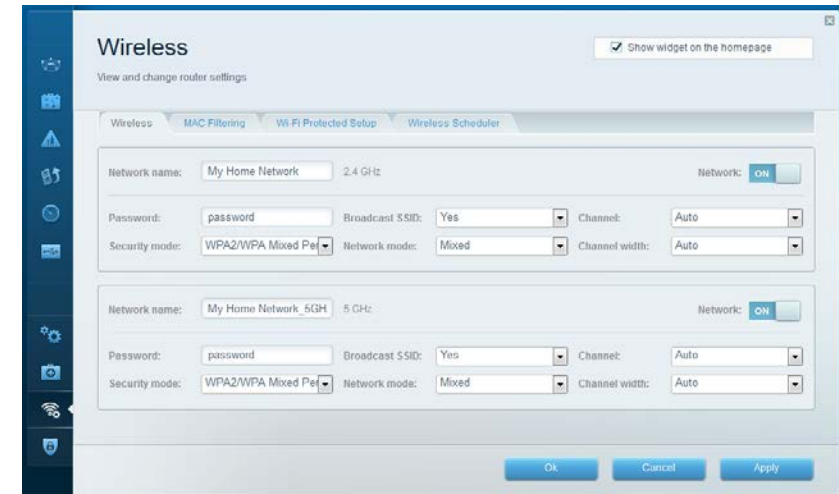 Wireless
Show widget on the homepage
View and change router settings
Wireless MAC Filtering Wi-Fi Protected Setup Wireless Scheduler
Network name: My Home Network 2.4 GHz Network: ON
Password: password Broadcast SSID: Yes Channel: Auto
Security mode: WPA2/WPA Mixed Per Network mode: Mixed Channel width: Auto
Network name: My Home Network_5GH 5 GHz Network: ON
Password: password Broadcast SSID: Yes Channel: Auto
Security mode: WPA2/WPA Mixed Per Network mode: Mixed Channel width: Auto
Ok Cancel Apply